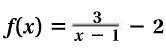 f(x) = 3/(x − 1) − 2